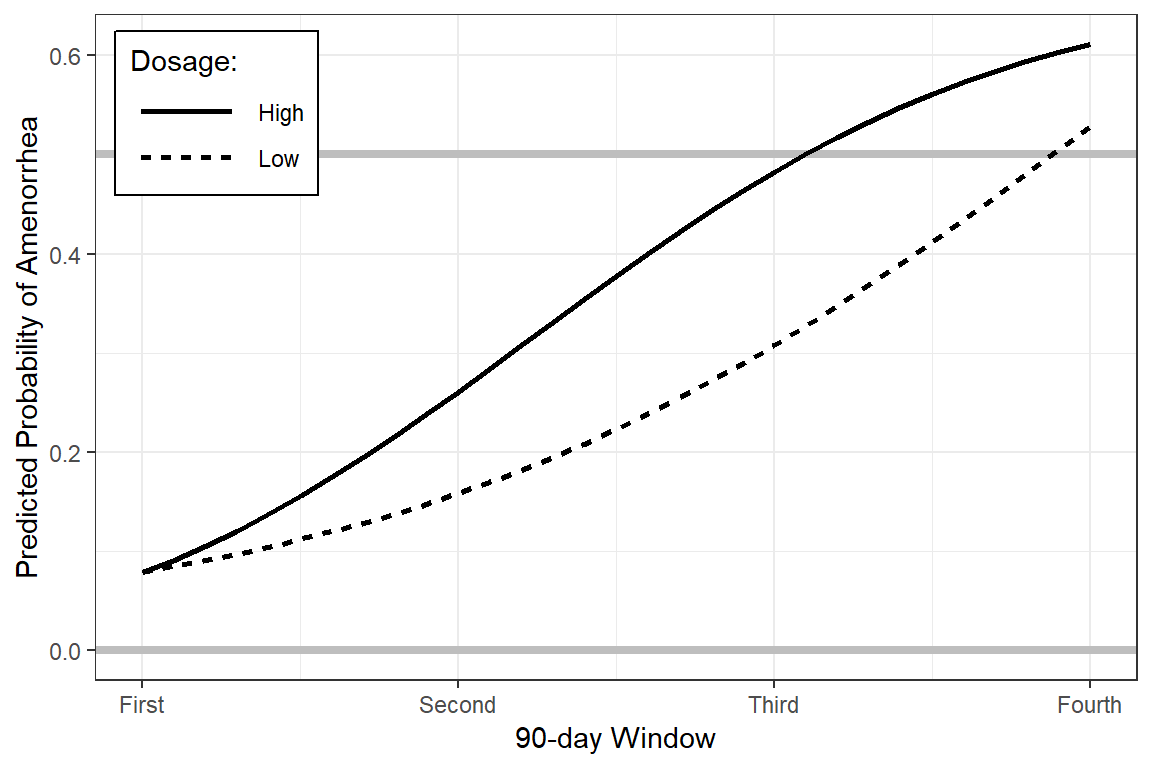 Dosage:
High
Low
0.6
0.4
0.2
0.0
Predicted Probability of Amenorrhea
First Second Third Fourth
90-day Window